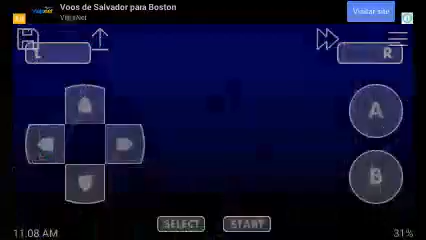 Voos de Salvador para Boston
ViajaNet
Visitar site
L
R
A
B
SELECT
START
11.08 AM
31%